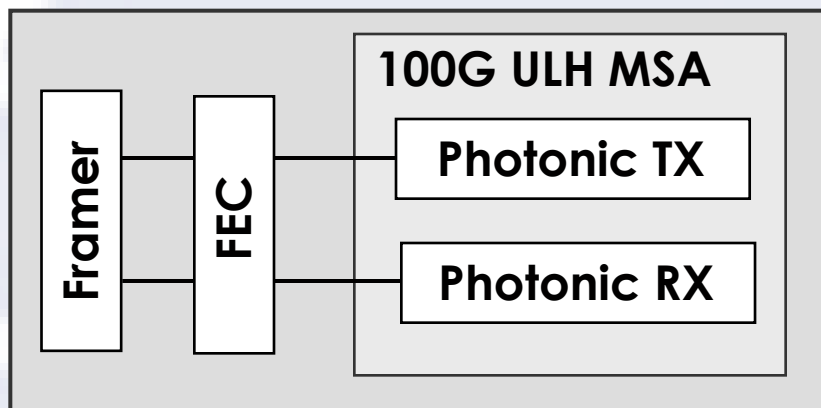 100G ULH MSA
Framer
FEC
Photonic TX
Photonic RX